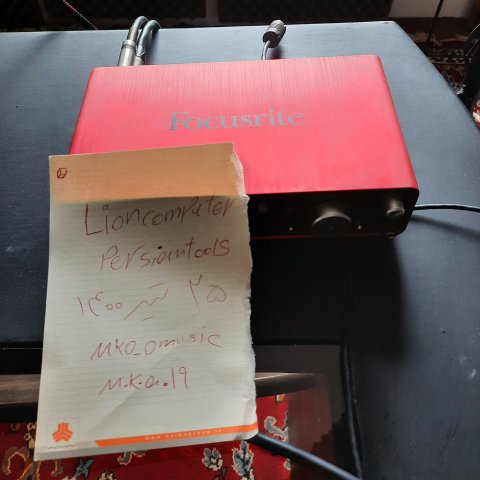 Focusrite
Lioncomputer
Persiantools
۲۵ تیر ۱۴۰۰
Mko_omusic
M.K.a.19